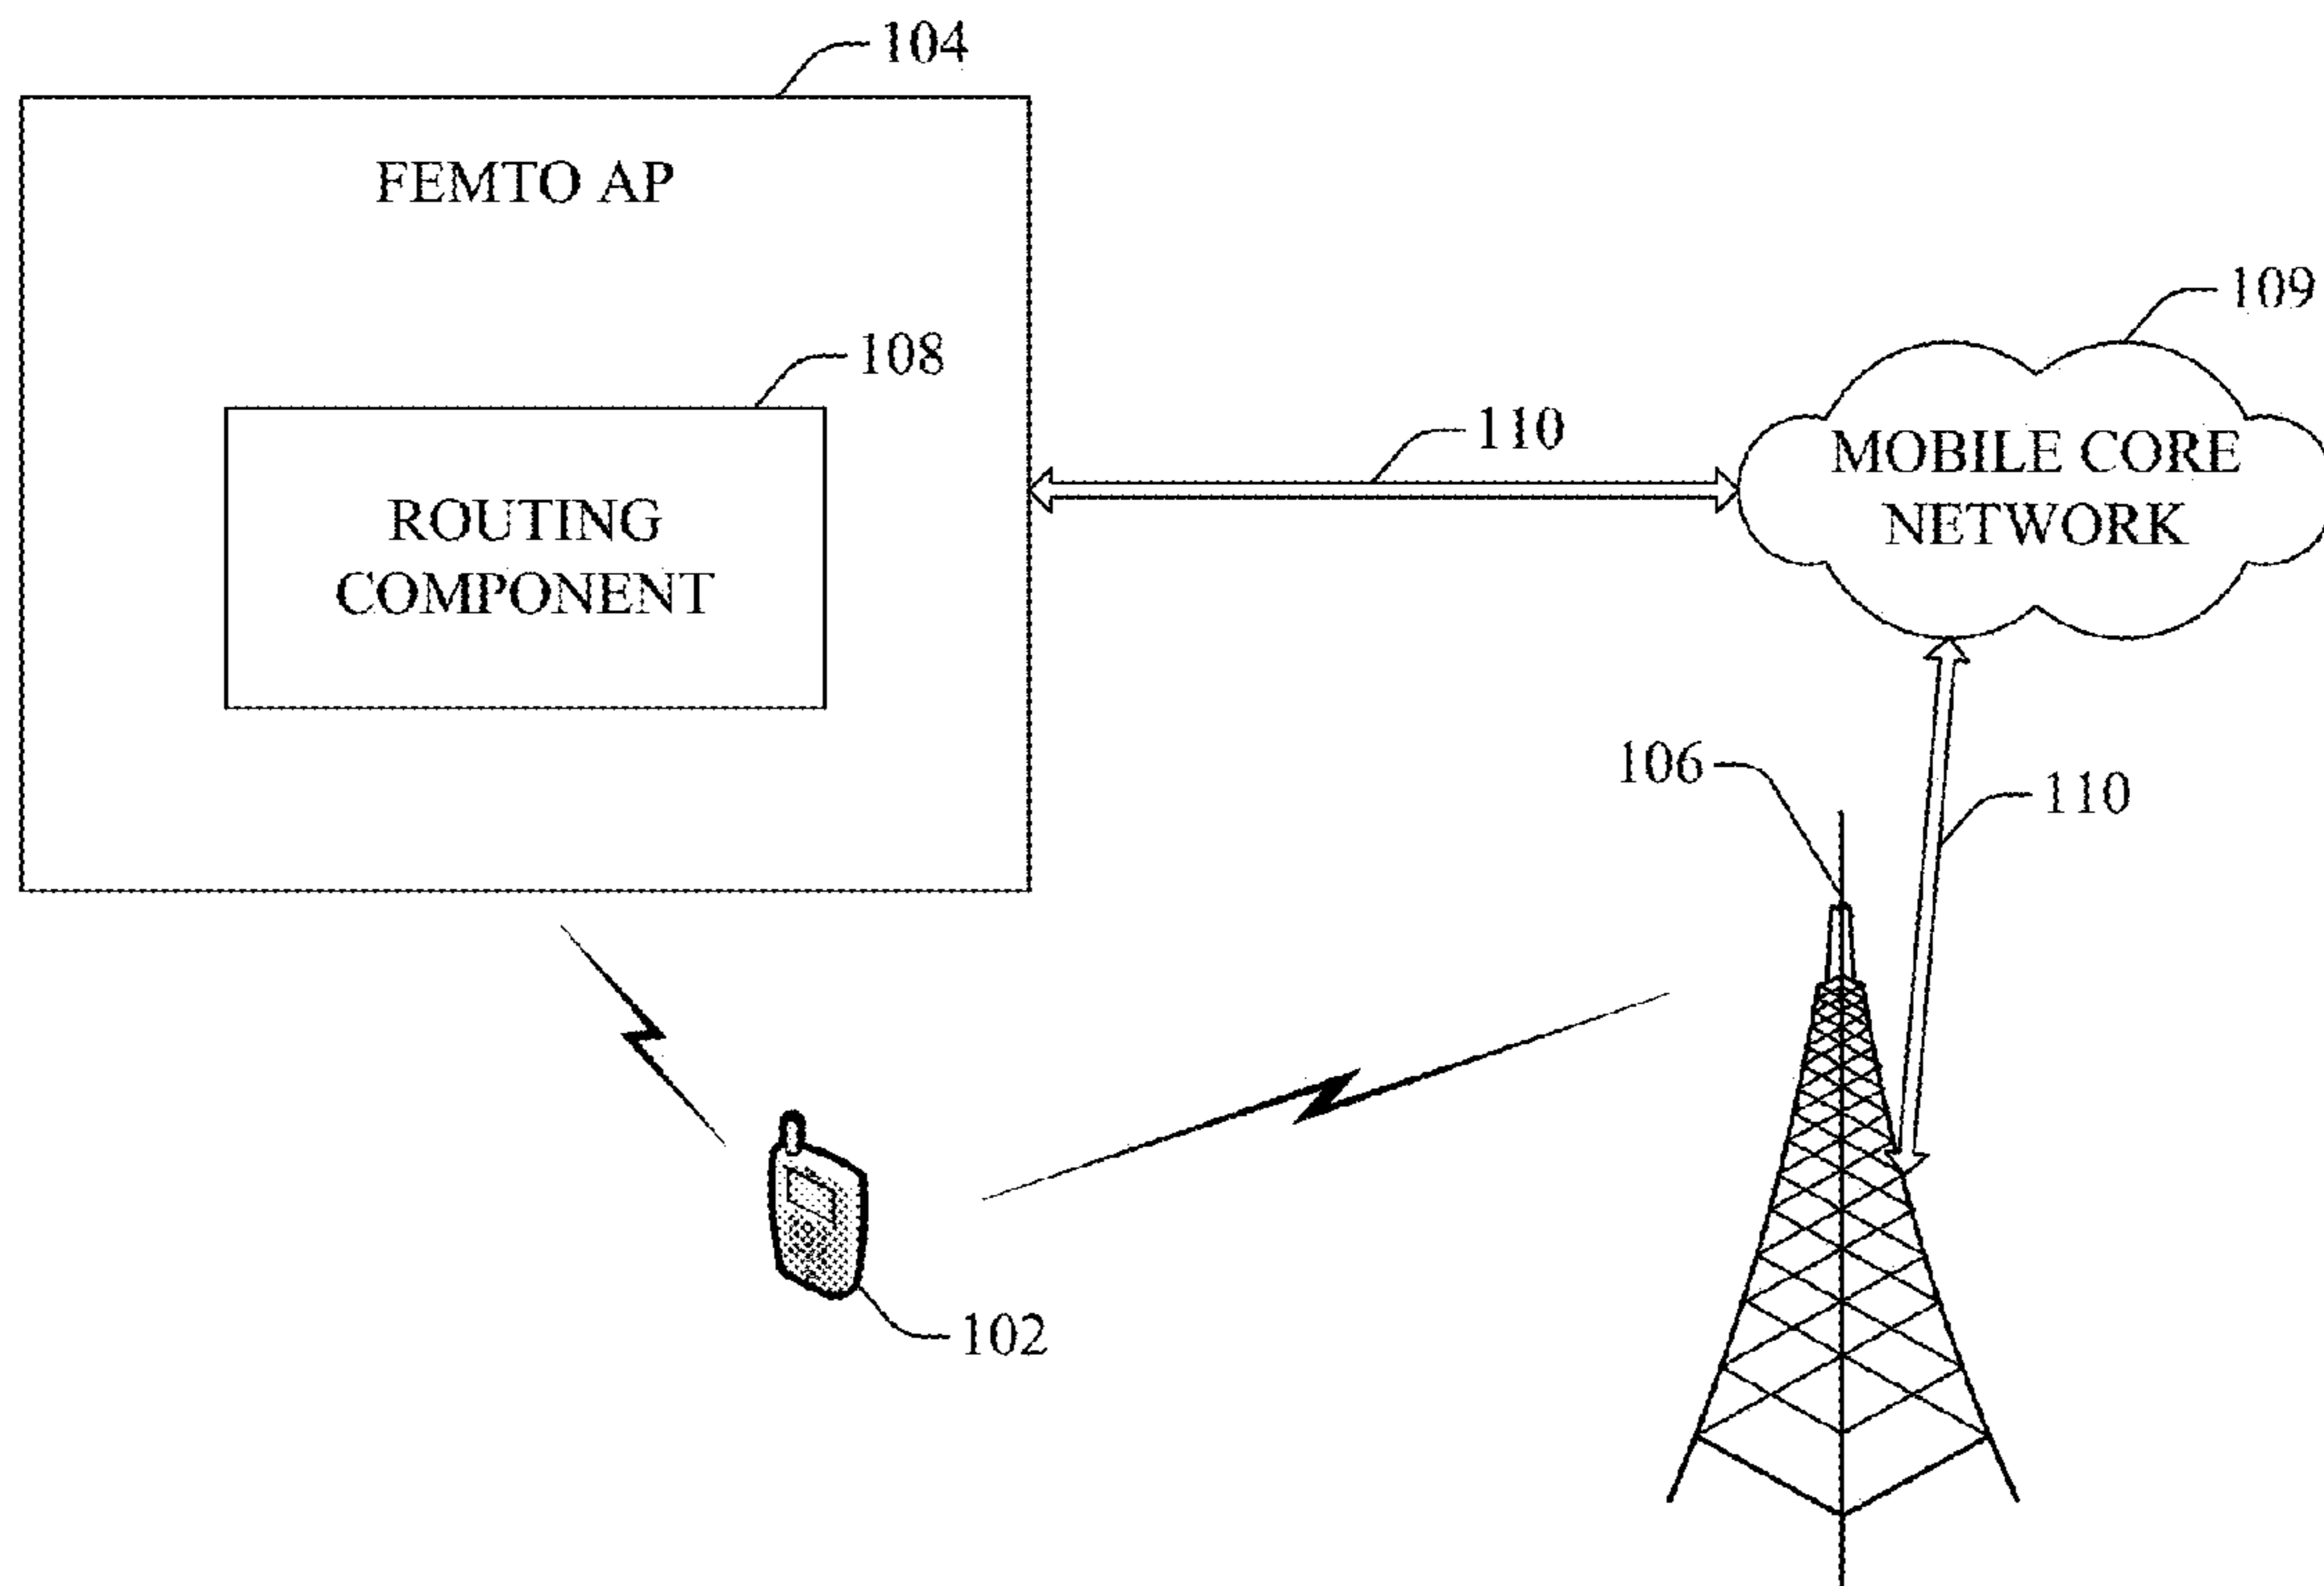 104
FEMTO AP
109
108
110
MOBILE CORE
NETWORK
ROUTING
COMPONENT
106
110
102